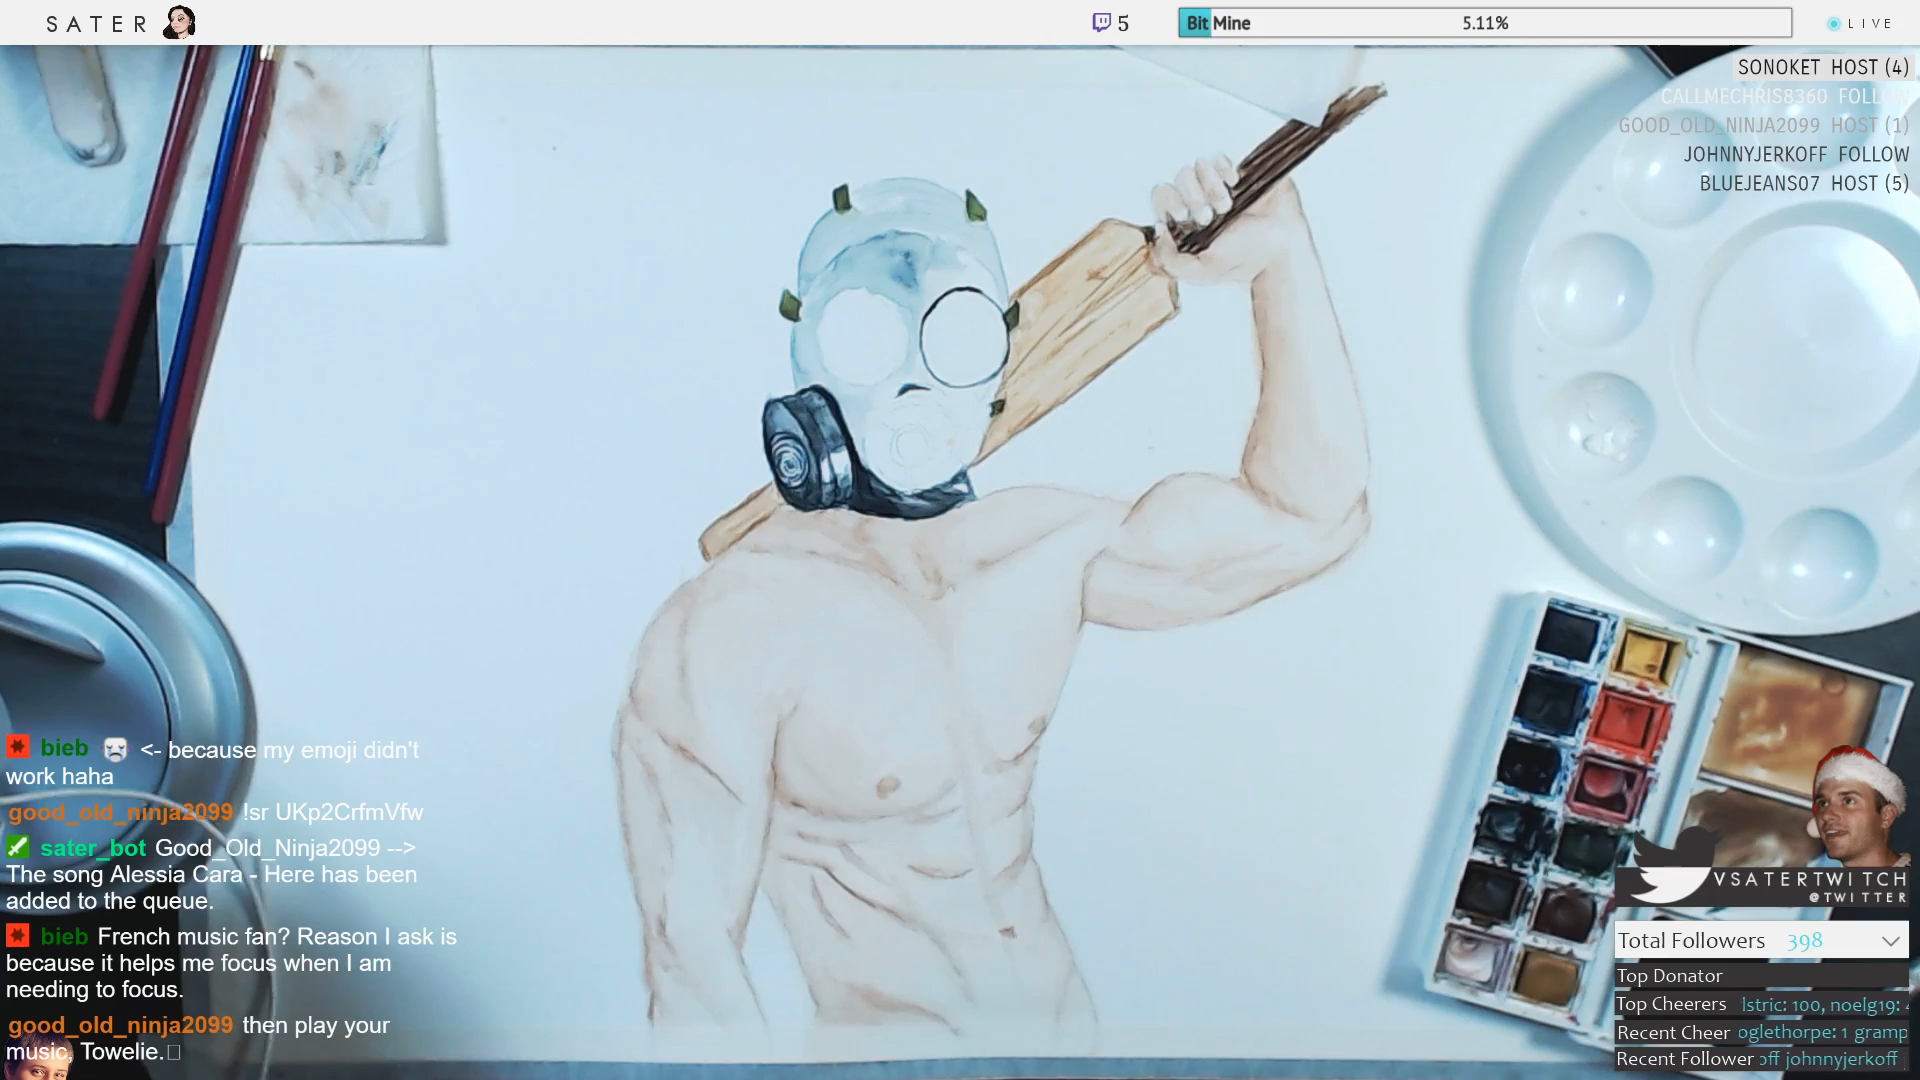 SATER
5
Bit Mine 5.11%
LIVE
SONOKET HOST (4)
CALLMECHRIS8360 FOLLOW
GOOD_OLD_NINJA2099 HOST (1)
JOHNNYJERKOFF FOLLOW
BLUEJEANS07 HOST (5)
bieb <- because my emoji didn't
work haha
good_old_ninja2099 !sr UKp2CrfmVfw
sater_bot Good_Old_Ninja2099 -->
The song Alessia Cara - Here has been
added to the queue.
bieb French music fan? Reason I ask is
because it helps me focus when I am
needing to focus.
good_old_ninja2099 then play your
music, Towelie.
VSATERTWITCH
@TWITTER
Total Followers 398
Top Donator
Top Cheerers lstric: 100, noelg19:
Recent Cheer oglethorpe: 1 gramp
Recent Follower off johnnyjerkoff